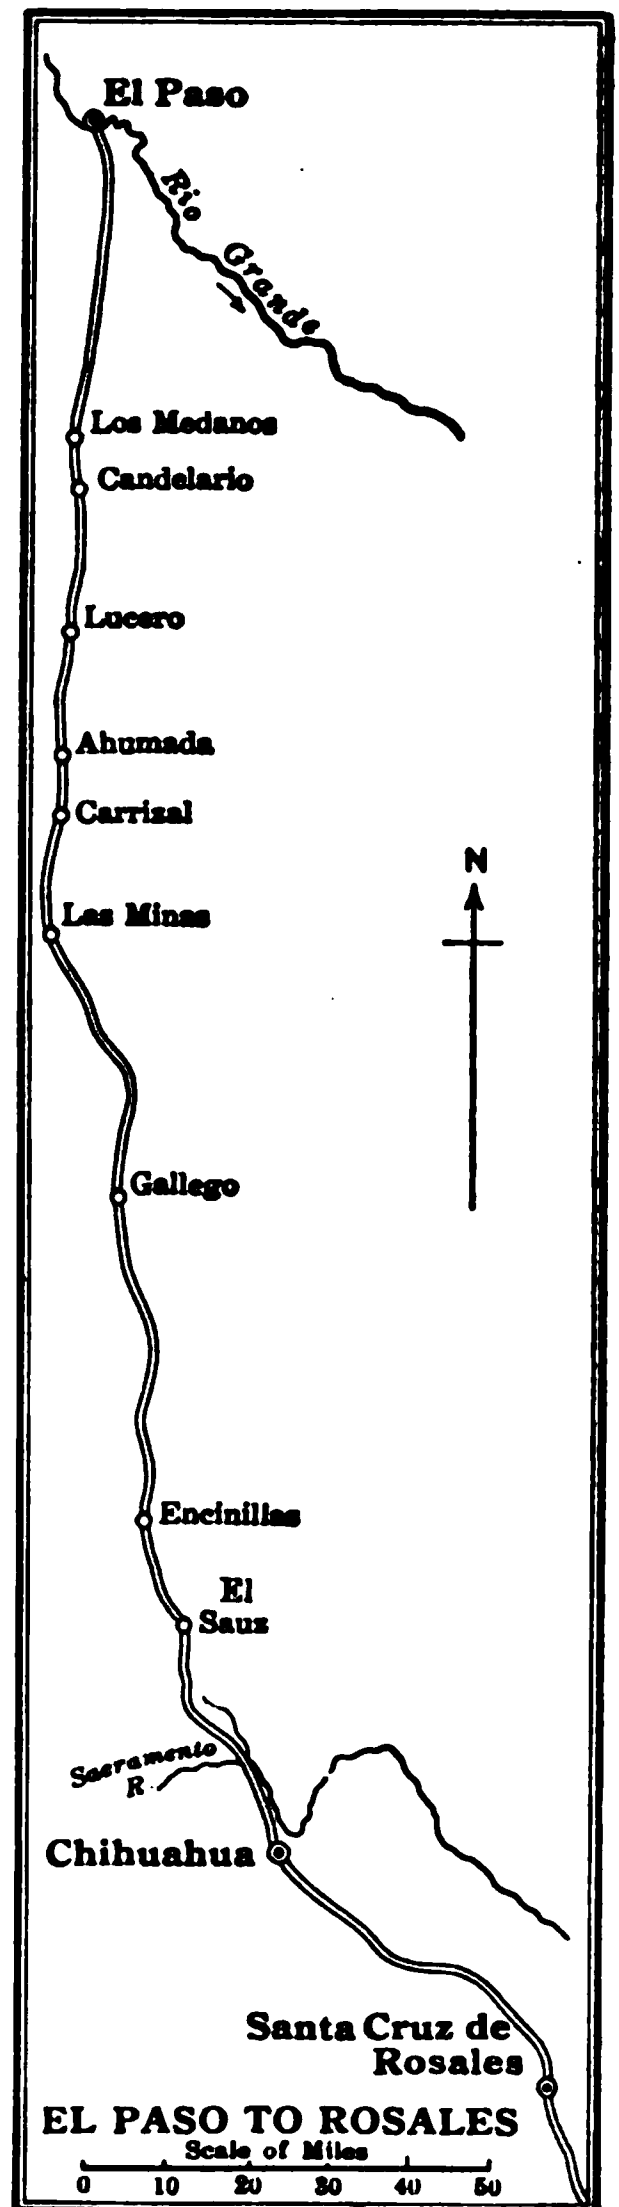 El Paso
Rio Grande
Los Medanos
Candelario
Lucero
Ahumada
Carrizal
N
Las Minas
Gallego
Encinillas
El
Sauz
Sacramento
R
Chihuahua
Santa Cruz de
Rosales
EL PASO TO ROSALES
Scale of Miles
0 10 20 30 40 50